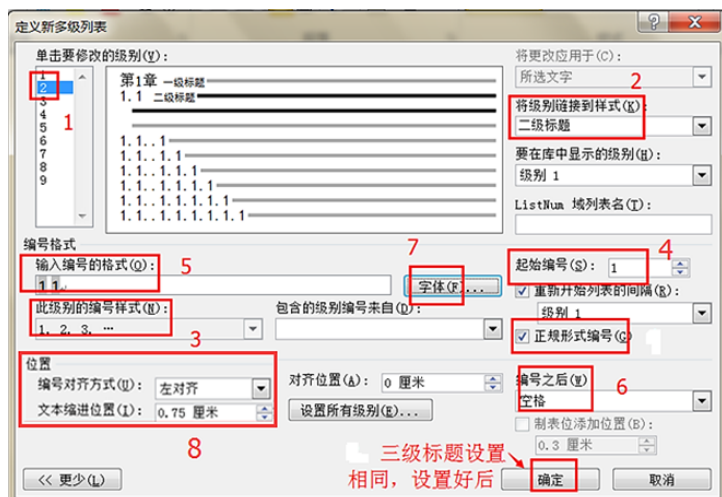 定义新多级列表
单击要修改的级别(V):
将更改应用于(C):
1
第1章 一级标题
所选文字
2
2
1.1 二级标题
将级别链接到样式(K):
3
二级标题
4
1
5
要在库中显示的级别(H):
6
1.1..1
级别 1
7
1.1..1.1
8
1.1..1.1.1
ListNum 域列表名(T):
9
1.1..1.1.1.1
1.1..1.1.1.1.1
1.1..1.1.1.1.1.1
编号格式
7
4
输入编号的格式(O):
5
起始编号(S):
1
1.1.
字体(F)...
重新开始列表的间隔(R):
此级别的编号样式(N):
包含的级别编号来自(D):
级别 1
1, 2, 3, …
3
正规形式编号(G)
位置
编号之后(W)
编号对齐方式(U):
左对齐
对齐位置(A):
0 厘米
空格
6
文本缩进位置(I):
0.75 厘米
设置所有级别(E)...
制表位添加位置(B):
8
0.3 厘米
三级标题设置
相同，设置好后
<< 更少(L)
确定
取消